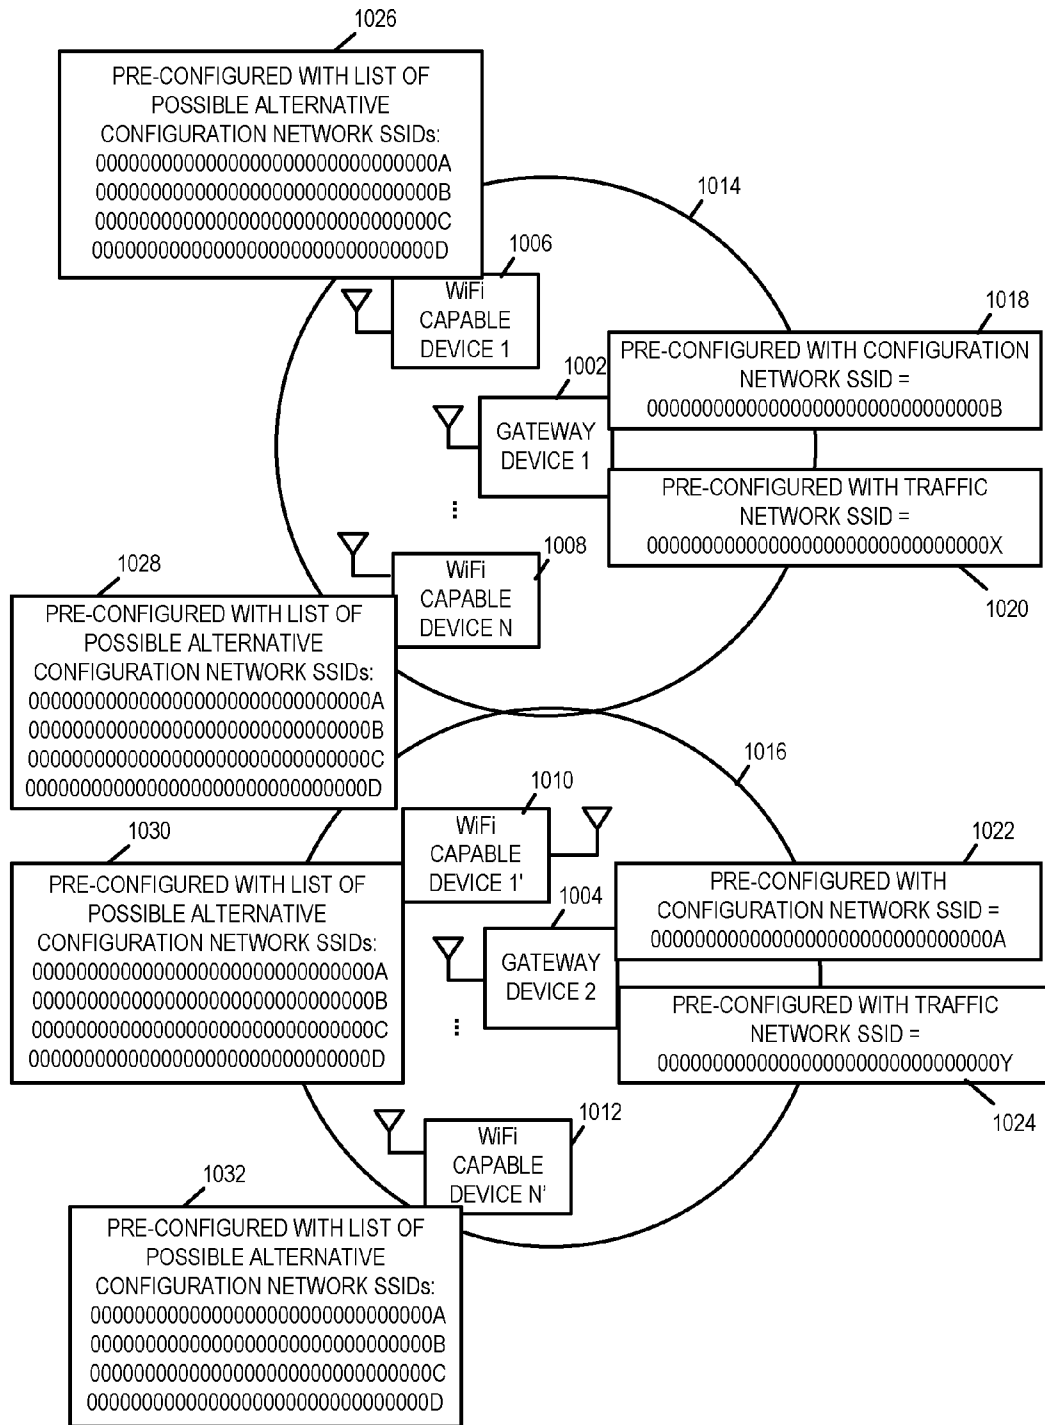 1026
PRE-CONFIGURED WITH LIST OF
POSSIBLE ALTERNATIVE
CONFIGURATION NETWORK SSIDs:
0000000000000000000000000000000A
0000000000000000000000000000000B
0000000000000000000000000000000C
0000000000000000000000000000000D
1014
1006
WiFi
CAPABLE
DEVICE 1
1018
PRE-CONFIGURED WITH CONFIGURATION
NETWORK SSID =
0000000000000000000000000000000B
1002
GATEWAY
DEVICE 1
PRE-CONFIGURED WITH TRAFFIC
NETWORK SSID =
0000000000000000000000000000000X
1020
...
1008
WiFi
CAPABLE
DEVICE N
1028
PRE-CONFIGURED WITH LIST OF
POSSIBLE ALTERNATIVE
CONFIGURATION NETWORK SSIDs:
0000000000000000000000000000000A
0000000000000000000000000000000B
0000000000000000000000000000000C
0000000000000000000000000000000D
1016
1010
WiFi
CAPABLE
DEVICE 1'
1030
PRE-CONFIGURED WITH LIST OF
POSSIBLE ALTERNATIVE
CONFIGURATION NETWORK SSIDs:
0000000000000000000000000000000A
0000000000000000000000000000000B
0000000000000000000000000000000C
0000000000000000000000000000000D
1022
PRE-CONFIGURED WITH
CONFIGURATION NETWORK SSID =
0000000000000000000000000000000A
1004
GATEWAY
DEVICE 2
PRE-CONFIGURED WITH TRAFFIC
NETWORK SSID =
0000000000000000000000000000000Y
1024
...
1012
WiFi
CAPABLE
DEVICE N'
1032
PRE-CONFIGURED WITH LIST OF
POSSIBLE ALTERNATIVE
CONFIGURATION NETWORK SSIDs:
0000000000000000000000000000000A
0000000000000000000000000000000B
0000000000000000000000000000000C
0000000000000000000000000000000D